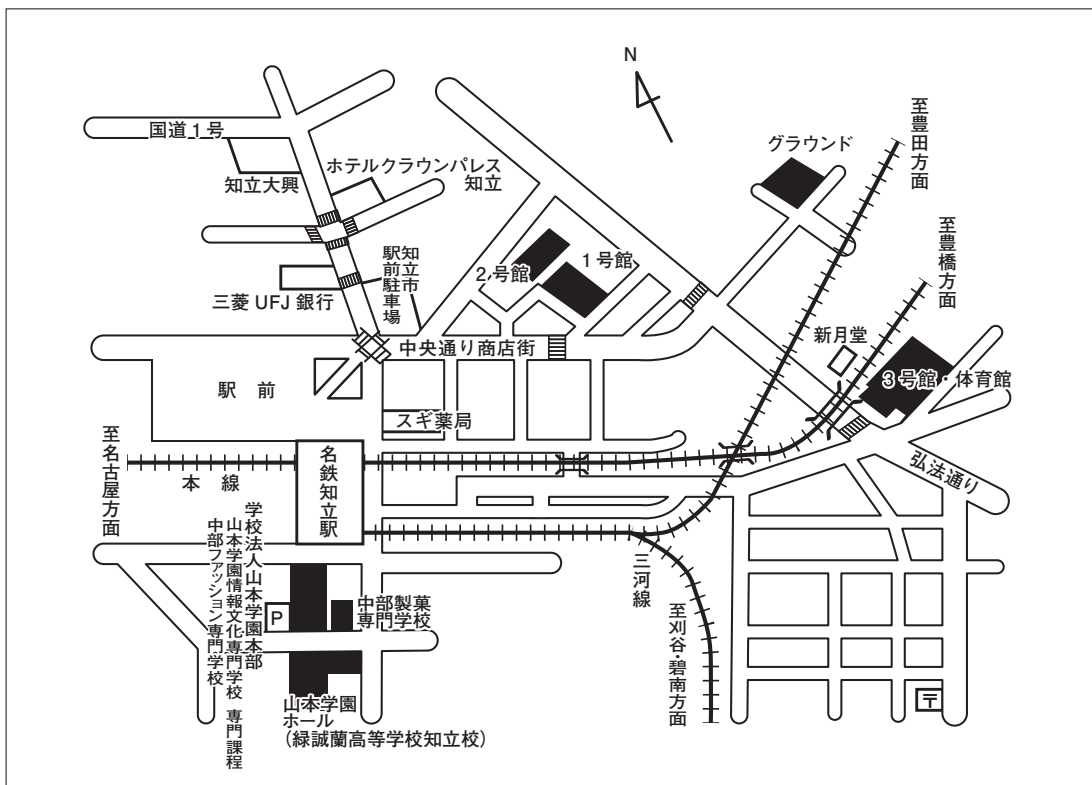 N
国道1号
知立大興
ホテルクラウンパレス
知立
三菱UFJ銀行
知立市
駅前駐車場
2号館
1号館
グラウンド
至豊田方面
至豊橋方面
新月堂
3号館・体育館
中央通り商店街
駅前
スギ薬局
至名古屋方面
本線
名鉄知立駅
弘法通り
三河線
至刈谷・碧南方面
学校法人山本学園本部
山本学園情報文化専門学校 専門課程
中部ファッション専門学校
P
中部製菓
専門学校
山本学園
ホール
(緑誠蘭高等学校知立校)
〒